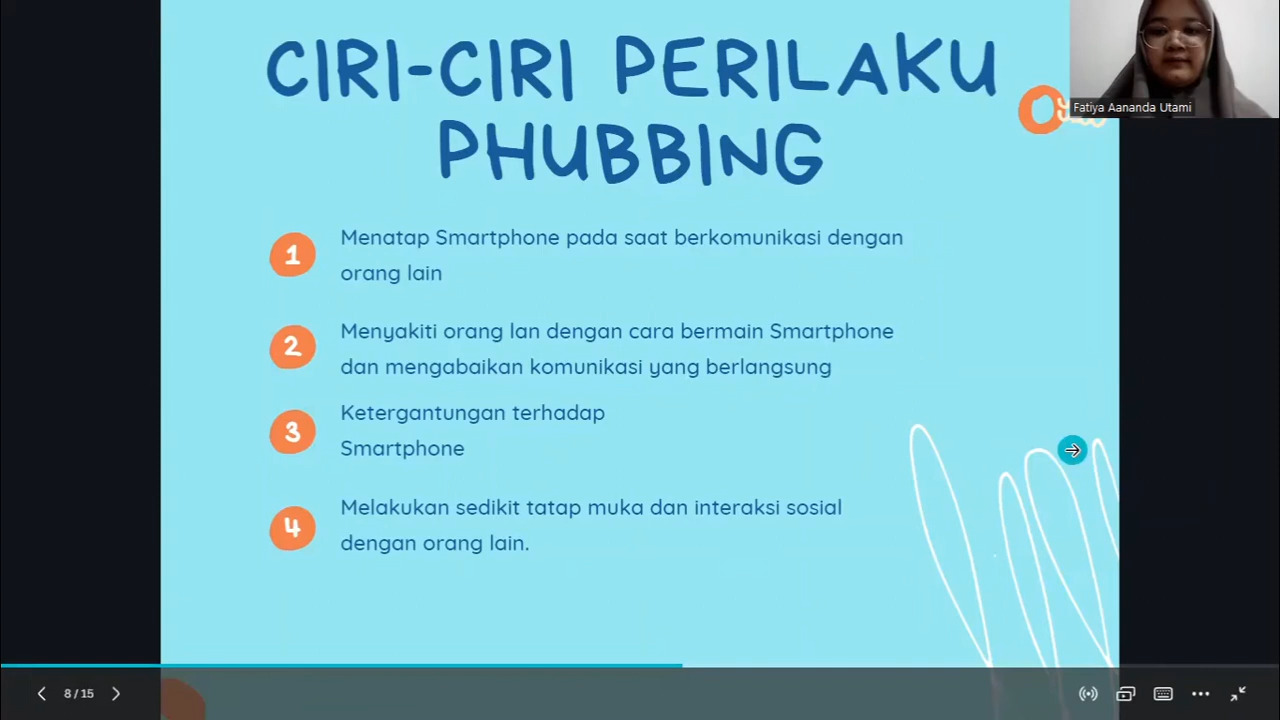 CIRI-CIRI PERILAKU
PHUBBING
Fatiya Aananda Utami
1
Menatap Smartphone pada saat berkomunikasi dengan
orang lain
2
Menyakiti orang lan dengan cara bermain Smartphone
dan mengabaikan komunikasi yang berlangsung
3
Ketergantungan terhadap
Smartphone
4
Melakukan sedikit tatap muka dan interaksi sosial
dengan orang lain.
8 / 15